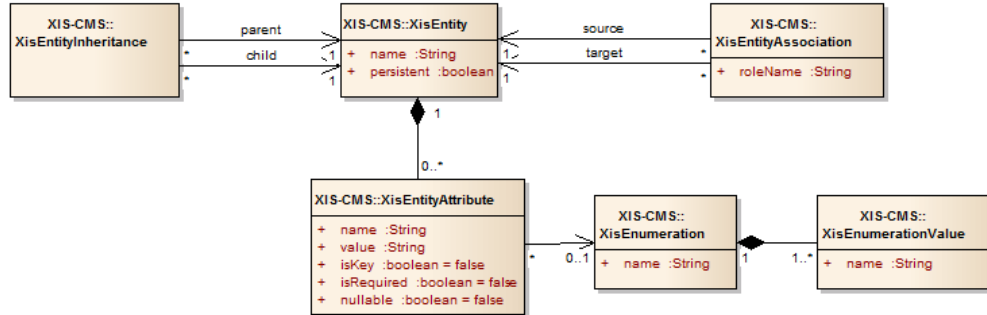 XIS-CMS::
XisEntityInheritance
parent
*
1
child
*
1
XIS-CMS::XisEntity
+ name :String
+ persistent :boolean
source
1
*
target
1
*
XIS-CMS::
XisEntityAssociation
+ roleName :String
1
0..*
XIS-CMS::XisEntityAttribute
+ name :String
+ value :String
+ isKey :boolean = false
+ isRequired :boolean = false
+ nullable :boolean = false
*
0..1
XIS-CMS::
XisEnumeration
+ name :String
1
1..*
XIS-CMS::
XisEnumerationValue
+ name :String